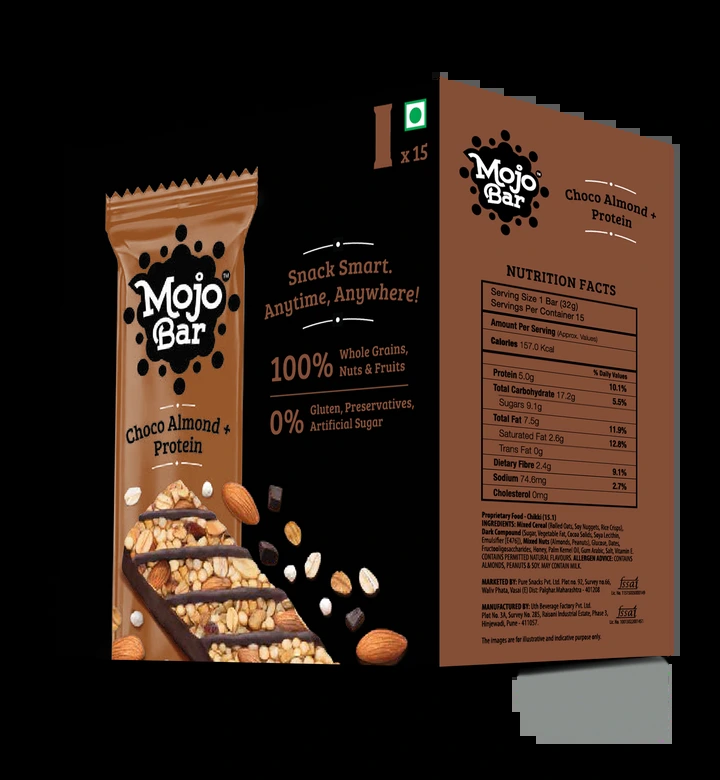 x 15
Mojo
Bar
TM
Choco Almond +
Protein
Snack Smart.
Anytime, Anywhere!
100% Whole Grains,
Nuts & Fruits
0% Gluten, Preservatives,
Artificial Sugar
Mojo
Bar
Choco Almond +
Protein
NUTRITION FACTS
Serving Size 1 Bar (32g)
Servings Per Container 15
Amount Per Serving (Approx. Values)
Calories 157.0 Kcal
% Daily Values
Protein 5.0g 10.1%
Total Carbohydrate 17.2g 5.5%
Sugars 9.1g
Total Fat 7.5g 11.9%
Saturated Fat 2.6g 12.8%
Trans Fat 0g
Dietary Fibre 2.4g 9.1%
Sodium 74.6mg 2.7%
Cholesterol 0mg
Proprietary Food - Chikki (15.1)
INGREDIENTS: Mixed Cereal (Rolled Oats, Soy Nuggets, Rice Crisps),
Dark Compound (Sugar, Vegetable Fat, Cocoa Solids, Soya Lecithin,
Emulsifier [E476]), Mixed Nuts (Almonds, Peanuts), Glucose, Dates,
Fructooligosaccharides, Honey, Palm Kernel Oil, Gum Arabic, Salt, Vitamin E.
CONTAINS PERMITTED NATURAL FLAVOURS. ALLERGEN ADVICE: CONTAINS
ALMONDS, PEANUTS & SOY. MAY CONTAIN MILK.
MARKETED BY: Pure Snacks Pvt. Ltd. Plot no. 92, Survey no.66,
Waliv Phata, Vasai (E) Dist: Palghar Maharashtra - 401208
fssai
MANUFACTURED BY: Uth Beverage Factory Pvt. Ltd.
Plot No. 3A, Survey No. 285, Raisani Industrial Estate, Phase 5,
Hinjewadi, Pune - 411057.
fssai
The images are for illustrative and indicative purpose only.